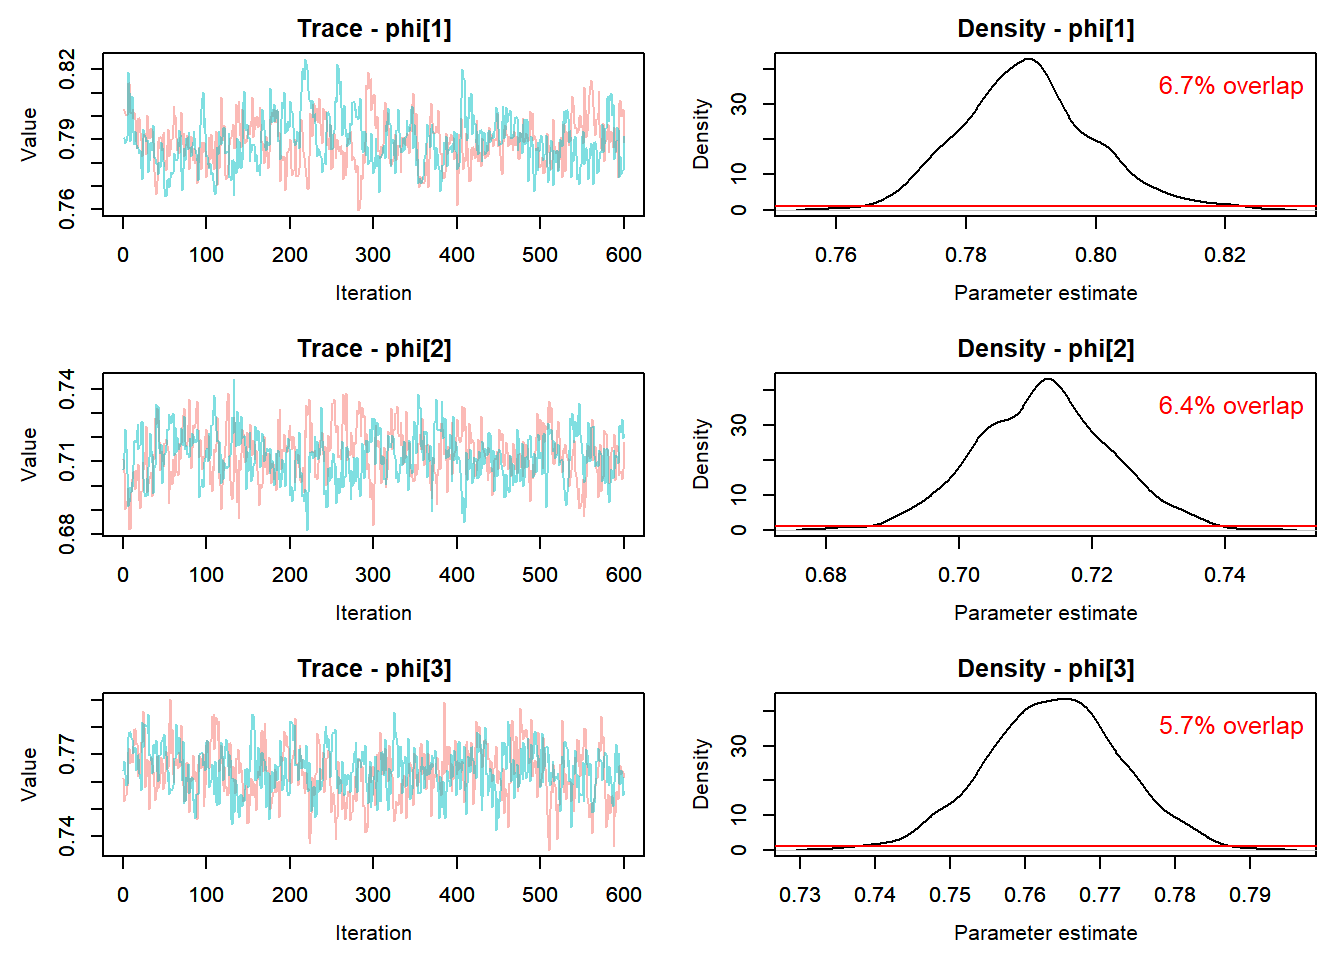 Trace - phi[1]
Value
0.76 0.79 0.82
0 100 200 300 400 500 600
Iteration
Density - phi[1]
6.7% overlap
Density
0 10 30
0.76 0.78 0.80 0.82
Parameter estimate
Trace - phi[2]
Value
0.68 0.71 0.74
0 100 200 300 400 500 600
Iteration
Density - phi[2]
6.4% overlap
Density
0 10 30
0.68 0.70 0.72 0.74
Parameter estimate
Trace - phi[3]
Value
0.74 0.77
0 100 200 300 400 500 600
Iteration
Density - phi[3]
5.7% overlap
Density
0 10 30
0.73 0.74 0.75 0.76 0.77 0.78 0.79
Parameter estimate